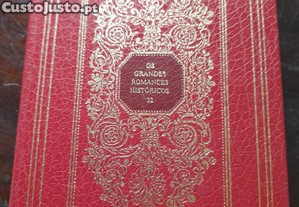 CustoJusto.pt
OS
GRANDES
ROMANCES
HISTÓRICOS
12